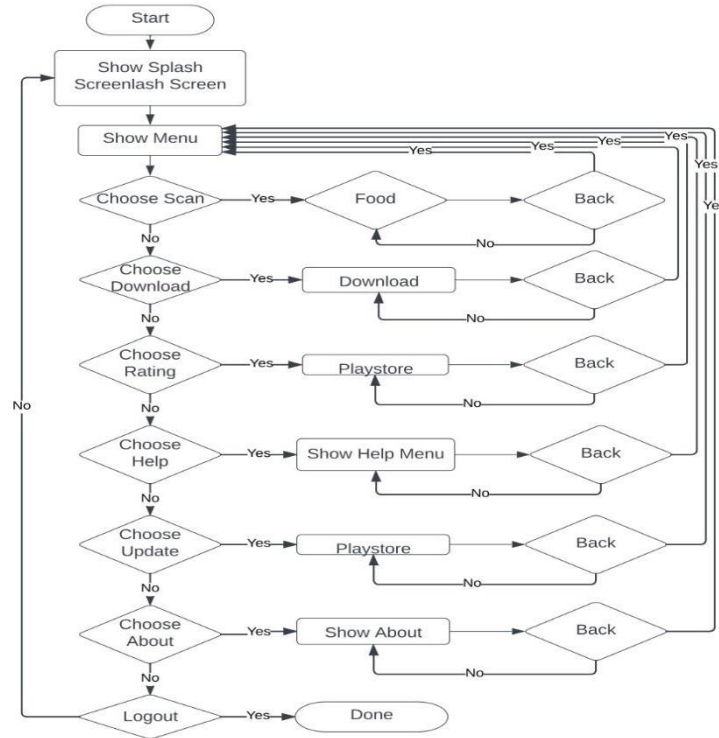 Start
Show Splash
Screenlash Screen
Show Menu
Yes
Yes
Yes
Yes
Yes
Ye
Choose Scan
Yes
Food
Back
No
No
Choose
Download
Yes
Download
Back
No
No
Choose
Rating
Yes
Playstore
Back
No
No
No
Choose
Help
Yes
Show Help Menu
Back
No
No
Choose
Update
Yes
Playstore
Back
No
No
Choose
About
Yes
Show About
Back
No
No
Logout
Yes
Done